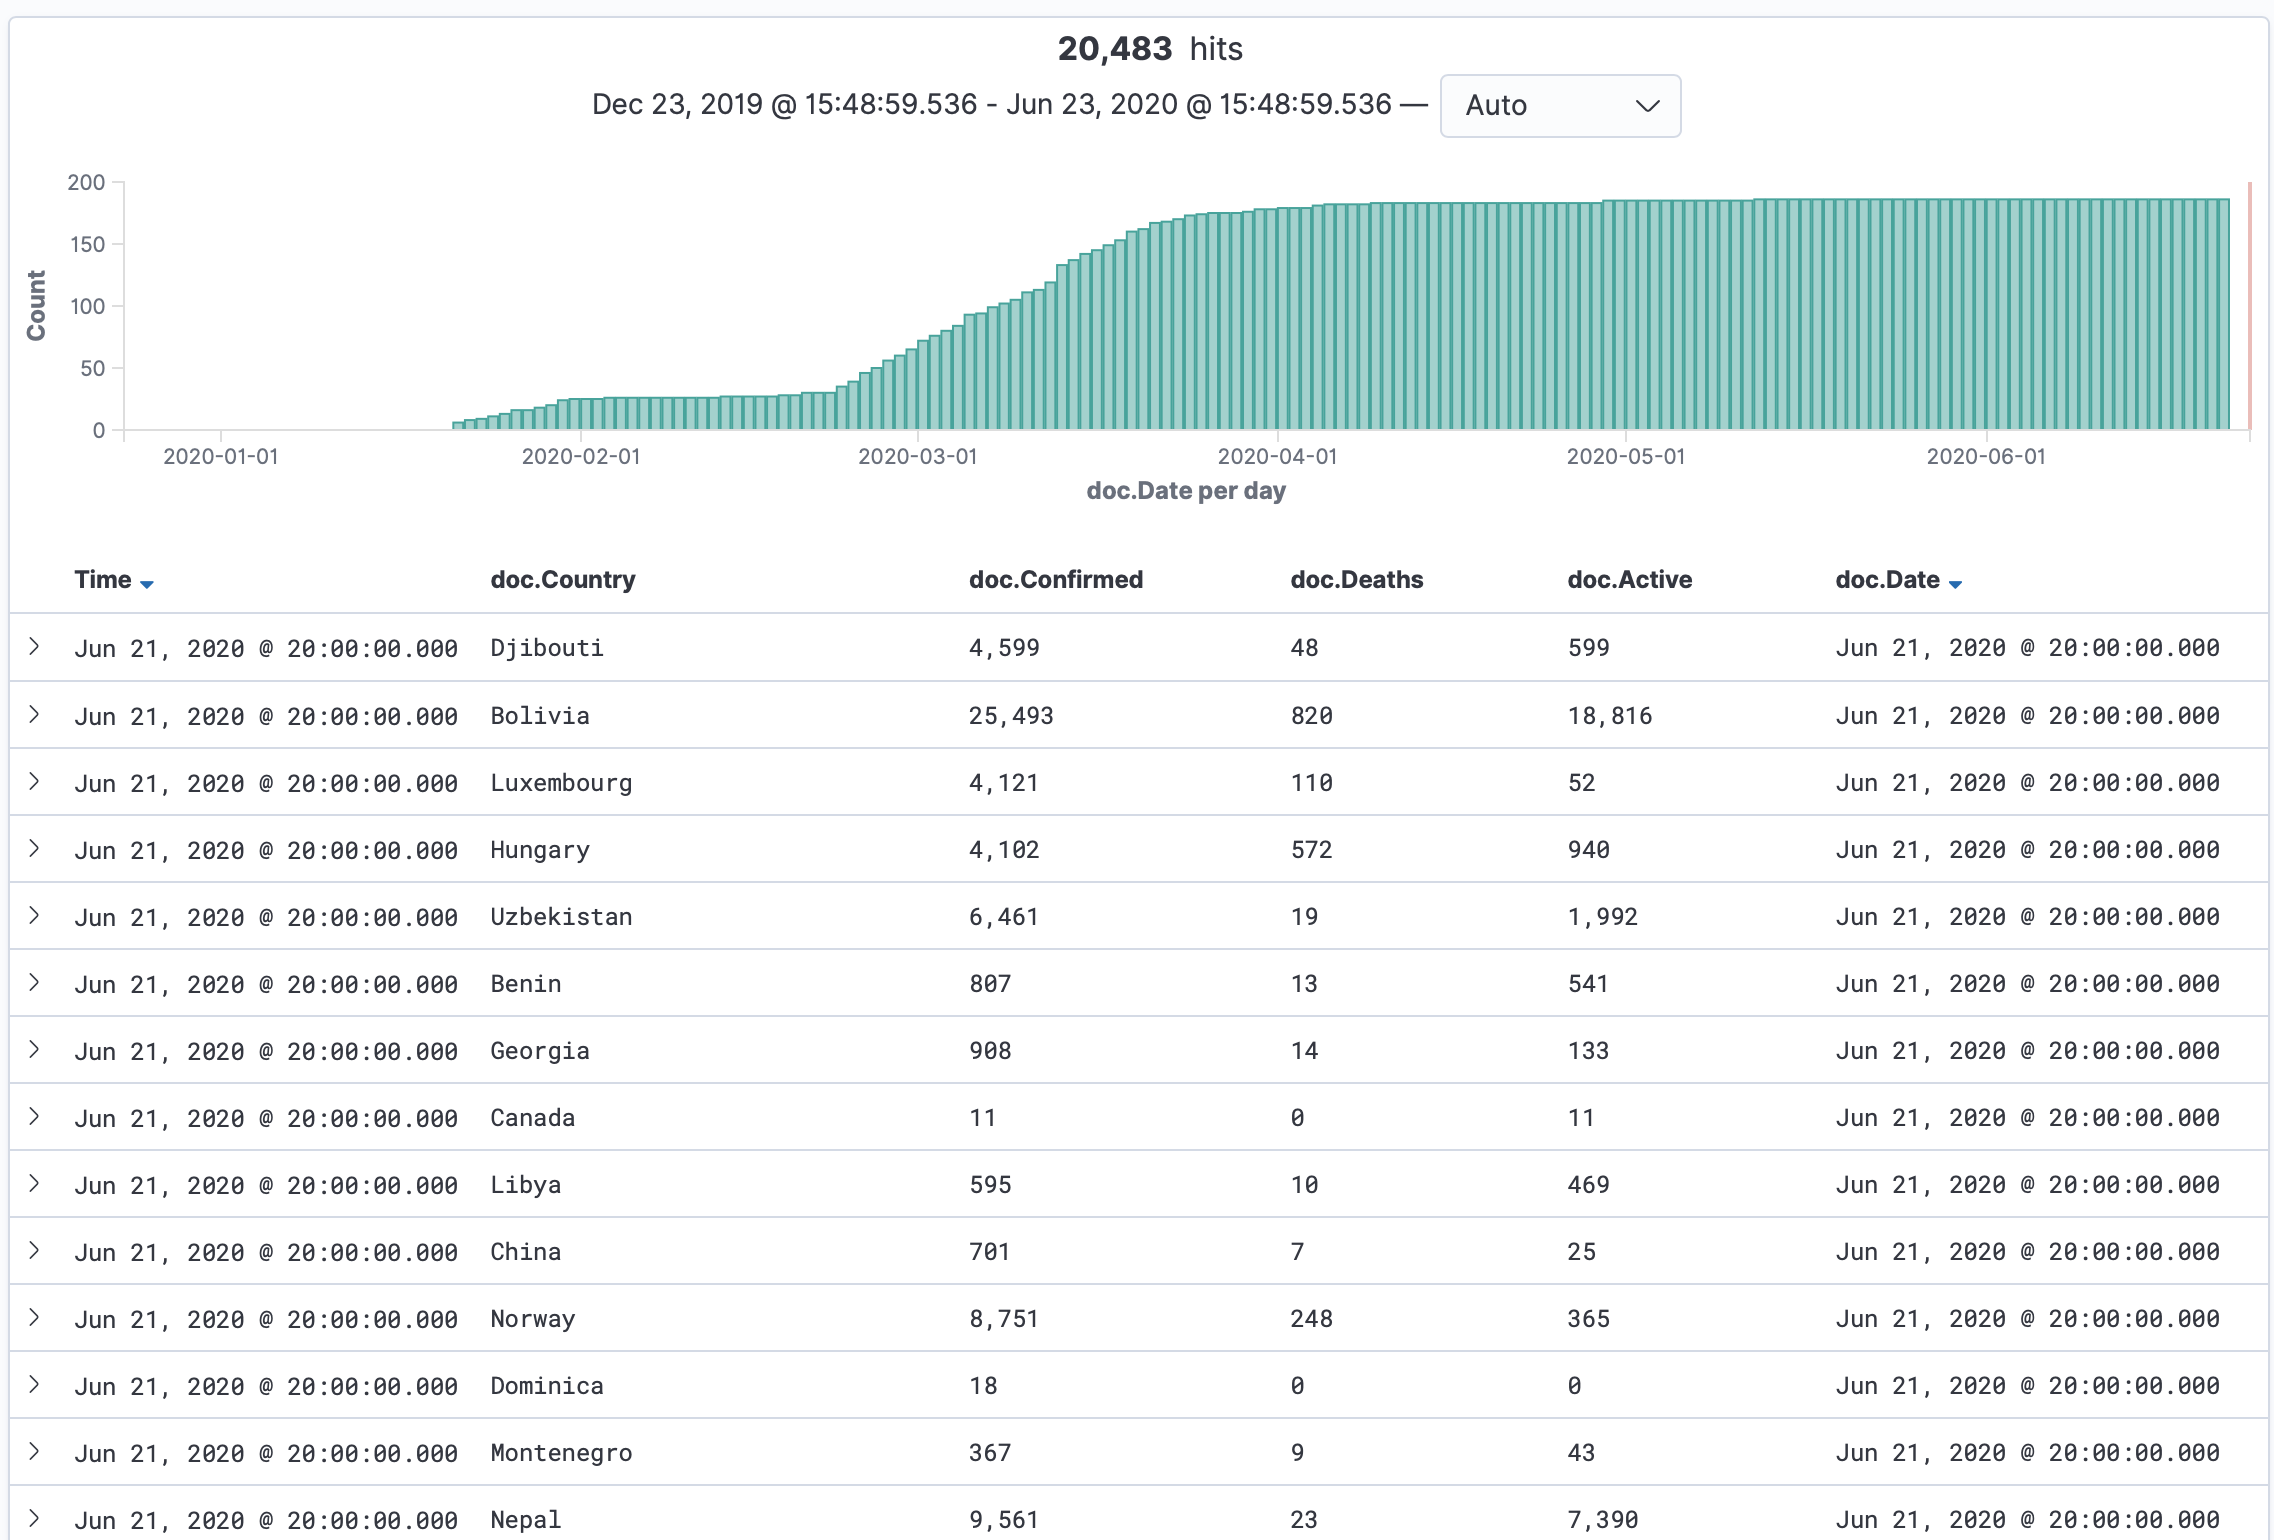 20,483 hits
Dec 23, 2019 @ 15:48:59.536 - Jun 23, 2020 @ 15:48:59.536 — Auto
200
150
100
50
0
Count
2020-01-01 2020-02-01 2020-03-01 2020-04-01 2020-05-01 2020-06-01
doc.Date per day
Time doc.Country doc.Confirmed doc.Deaths doc.Active doc.Date
Jun 21, 2020 @ 20:00:00.000 Djibouti 4,599 48 599 Jun 21, 2020 @ 20:00:00.000
Jun 21, 2020 @ 20:00:00.000 Bolivia 25,493 820 18,816 Jun 21, 2020 @ 20:00:00.000
Jun 21, 2020 @ 20:00:00.000 Luxembourg 4,121 110 52 Jun 21, 2020 @ 20:00:00.000
Jun 21, 2020 @ 20:00:00.000 Hungary 4,102 572 940 Jun 21, 2020 @ 20:00:00.000
Jun 21, 2020 @ 20:00:00.000 Uzbekistan 6,461 19 1,992 Jun 21, 2020 @ 20:00:00.000
Jun 21, 2020 @ 20:00:00.000 Benin 807 13 541 Jun 21, 2020 @ 20:00:00.000
Jun 21, 2020 @ 20:00:00.000 Georgia 908 14 133 Jun 21, 2020 @ 20:00:00.000
Jun 21, 2020 @ 20:00:00.000 Canada 11 0 11 Jun 21, 2020 @ 20:00:00.000
Jun 21, 2020 @ 20:00:00.000 Libya 595 10 469 Jun 21, 2020 @ 20:00:00.000
Jun 21, 2020 @ 20:00:00.000 China 701 7 25 Jun 21, 2020 @ 20:00:00.000
Jun 21, 2020 @ 20:00:00.000 Norway 8,751 248 365 Jun 21, 2020 @ 20:00:00.000
Jun 21, 2020 @ 20:00:00.000 Dominica 18 0 0 Jun 21, 2020 @ 20:00:00.000
Jun 21, 2020 @ 20:00:00.000 Montenegro 367 9 43 Jun 21, 2020 @ 20:00:00.000
Jun 21, 2020 @ 20:00:00.000 Nepal 9,561 23 7,390 Jun 21, 2020 @ 20:00:00.000